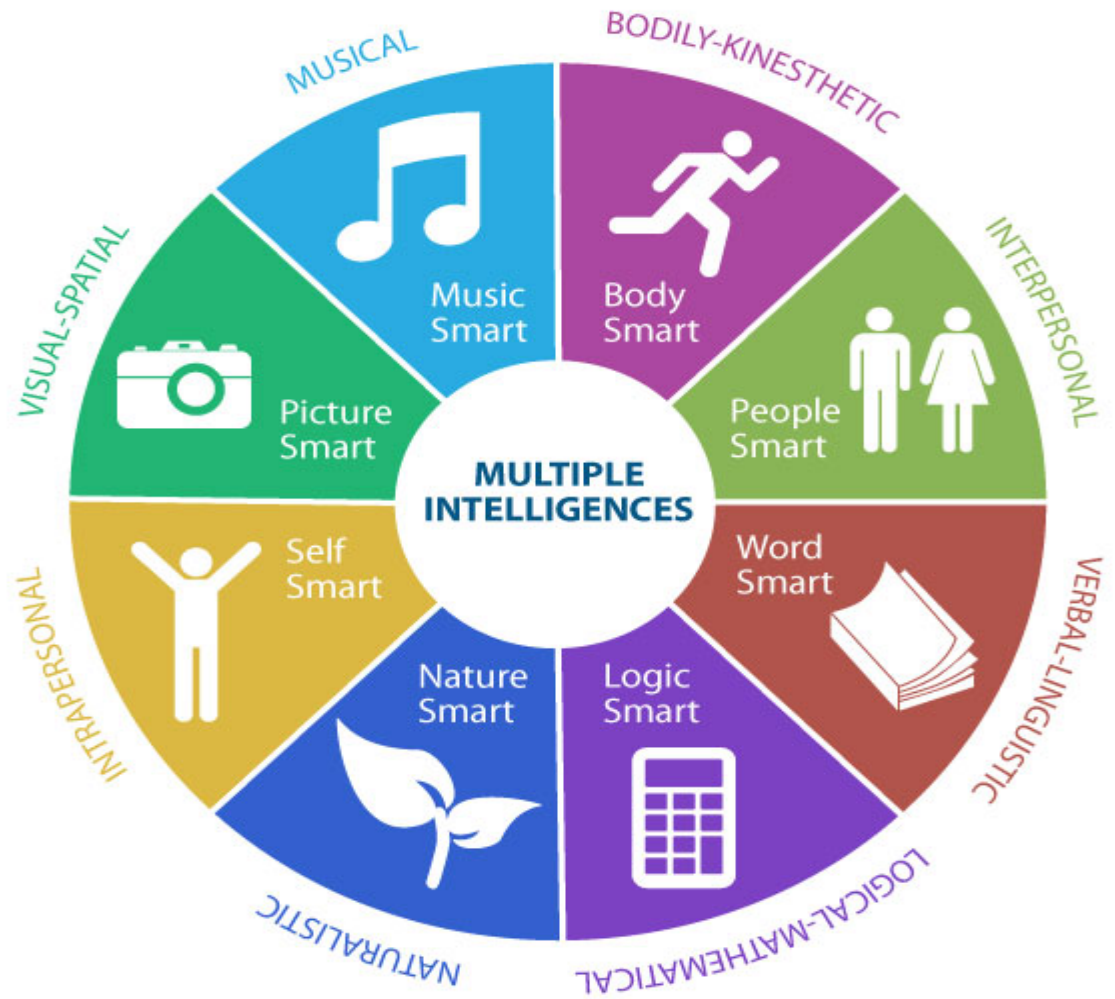 MUSICAL
BODILY-KINESTHETIC
INTERPERSONAL
VERBAL-LINGUISTIC
LOGICAL-MATHEMATICAL
NATURALISTIC
INTRAPERSONAL
VISUAL-SPATIAL
Music
Smart
Body
Smart
People
Smart
Word
Smart
Logic
Smart
Nature
Smart
Self
Smart
Picture
Smart
MULTIPLE
INTELLIGENCES